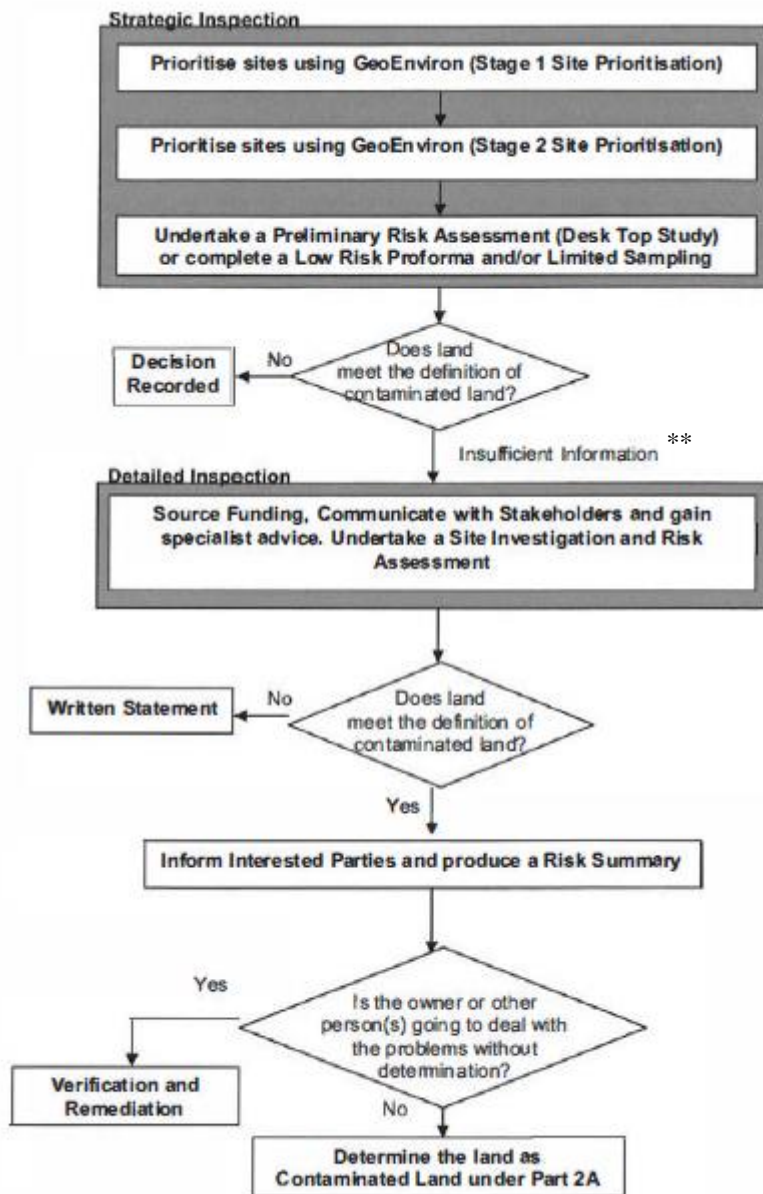 Strategic Inspection
Prioritise sites using GeoEnviron (Stage 1 Site Prioritisation)
Prioritise sites using GeoEnviron (Stage 2 Site Prioritisation)
Undertake a Preliminary Risk Assessment (Desk Top Study)
or complete a Low Risk Proforma and/or Limited Sampling
Does land
meet the definition of
contaminated land?
No
Decision
Recorded
Insufficient Information **
Detailed Inspection
Source Funding, Communicate with Stakeholders and gain
specialist advice. Undertake a Site Investigation and Risk
Assessment
Does land
meet the definition of
contaminated land?
No
Written Statement
Yes
Inform Interested Parties and produce a Risk Summary
Is the owner or other
person(s) going to deal with
the problems without
determination?
Yes
Verification and
Remediation
No
Determine the land as
Contaminated Land under Part 2A